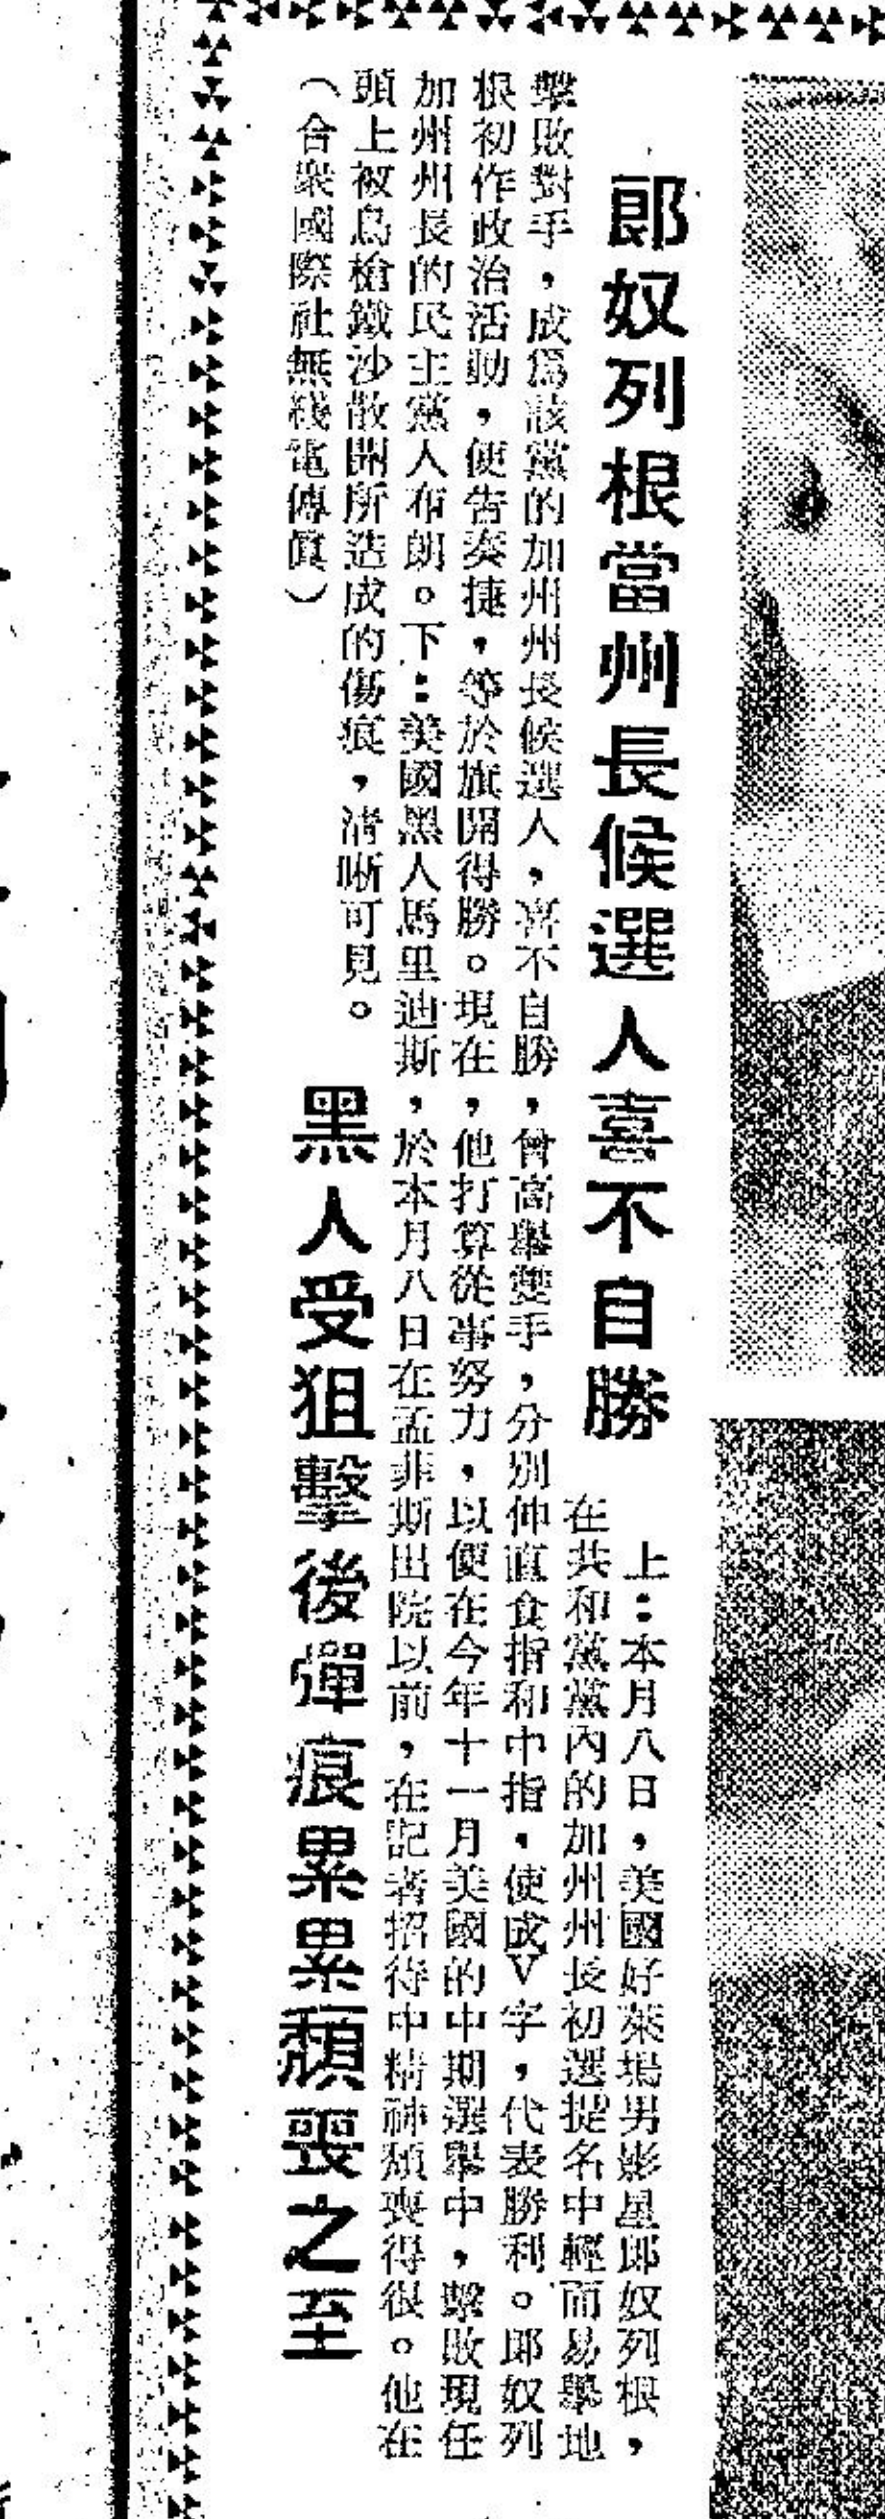 郎奴列根當州長候選人喜不自勝
上：本月八日，美國好萊塢男影星郎奴列根，
在共和黨黨內的加州州長初選提名中輕而易舉地
擊敗對手，成爲該黨的加州州長候選人，喜不自勝，曾高舉雙手，分別伸直食指和中指，使成V字，代表勝利。郎奴列
根初作政治活動，便告奏捷，等於旗開得勝。現在，他打算從事努力，以便在今年十一月美國的中期選舉中，擊敗現任
加州州長的民主黨人布朗。下：美國黑人馬里迪斯，於本月八日在孟非斯出院以前，在記者招待中精神頹喪得很。他在
頭上被鳥槍鐵沙散開所造成的傷痕，清晰可見。
（合衆國際社無綫電傳眞）
黑人受狙擊後彈痕累累頹喪之至